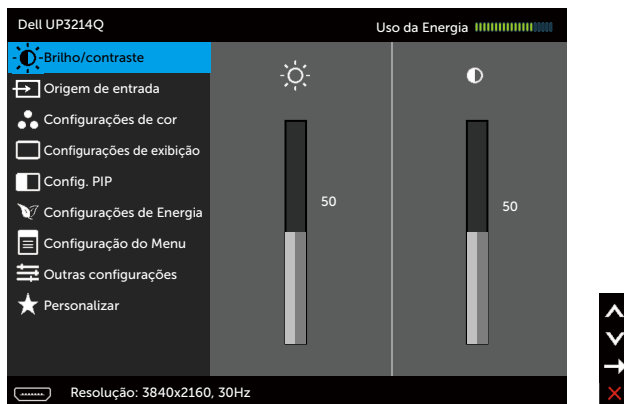 Dell UP3214Q
Uso da Energia
Brilho/contraste
Origem de entrada
Configurações de cor
Configurações de exibição
Config. PIP
Configurações de Energia
Configuração do Menu
Outras configurações
Personalizar
50
50
Resolução: 3840x2160, 30Hz